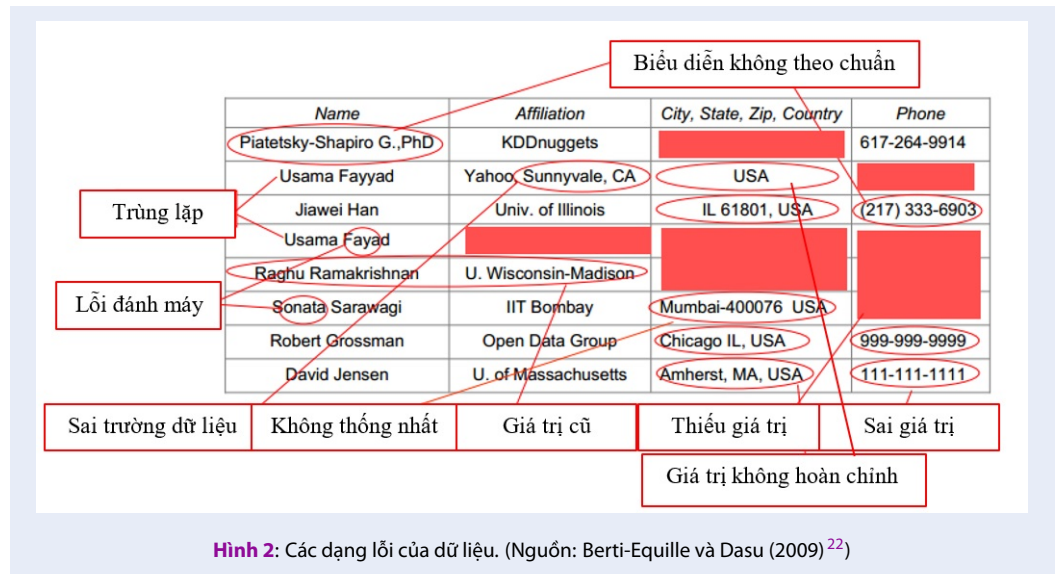 Biểu diễn không theo chuẩn
Name Affiliation City, State, Zip, Country Phone
Piatetsky-Shapiro G.,PhD KDDnuggets 617-264-9914
Usama Fayyad Yahoo, Sunnyvale, CA USA
Trùng lặp
Jiawei Han Univ. of Illinois IL 61801, USA (217) 333-6903
Usama Fayad
Raghu Ramakrishnan U. Wisconsin-Madison
Lỗi đánh máy
Sonata Sarawagi IIT Bombay Mumbai-400076 USA
Robert Grossman Open Data Group Chicago IL, USA 999-999-9999
David Jensen U. of Massachusetts Amherst, MA, USA 111-111-1111
Sai trường dữ liệu Không thống nhất Giá trị cũ Thiếu giá trị Sai giá trị
Giá trị không hoàn chỉnh
Hình 2: Các dạng lỗi của dữ liệu. (Nguồn: Berti-Equille và Dasu (2009)22)